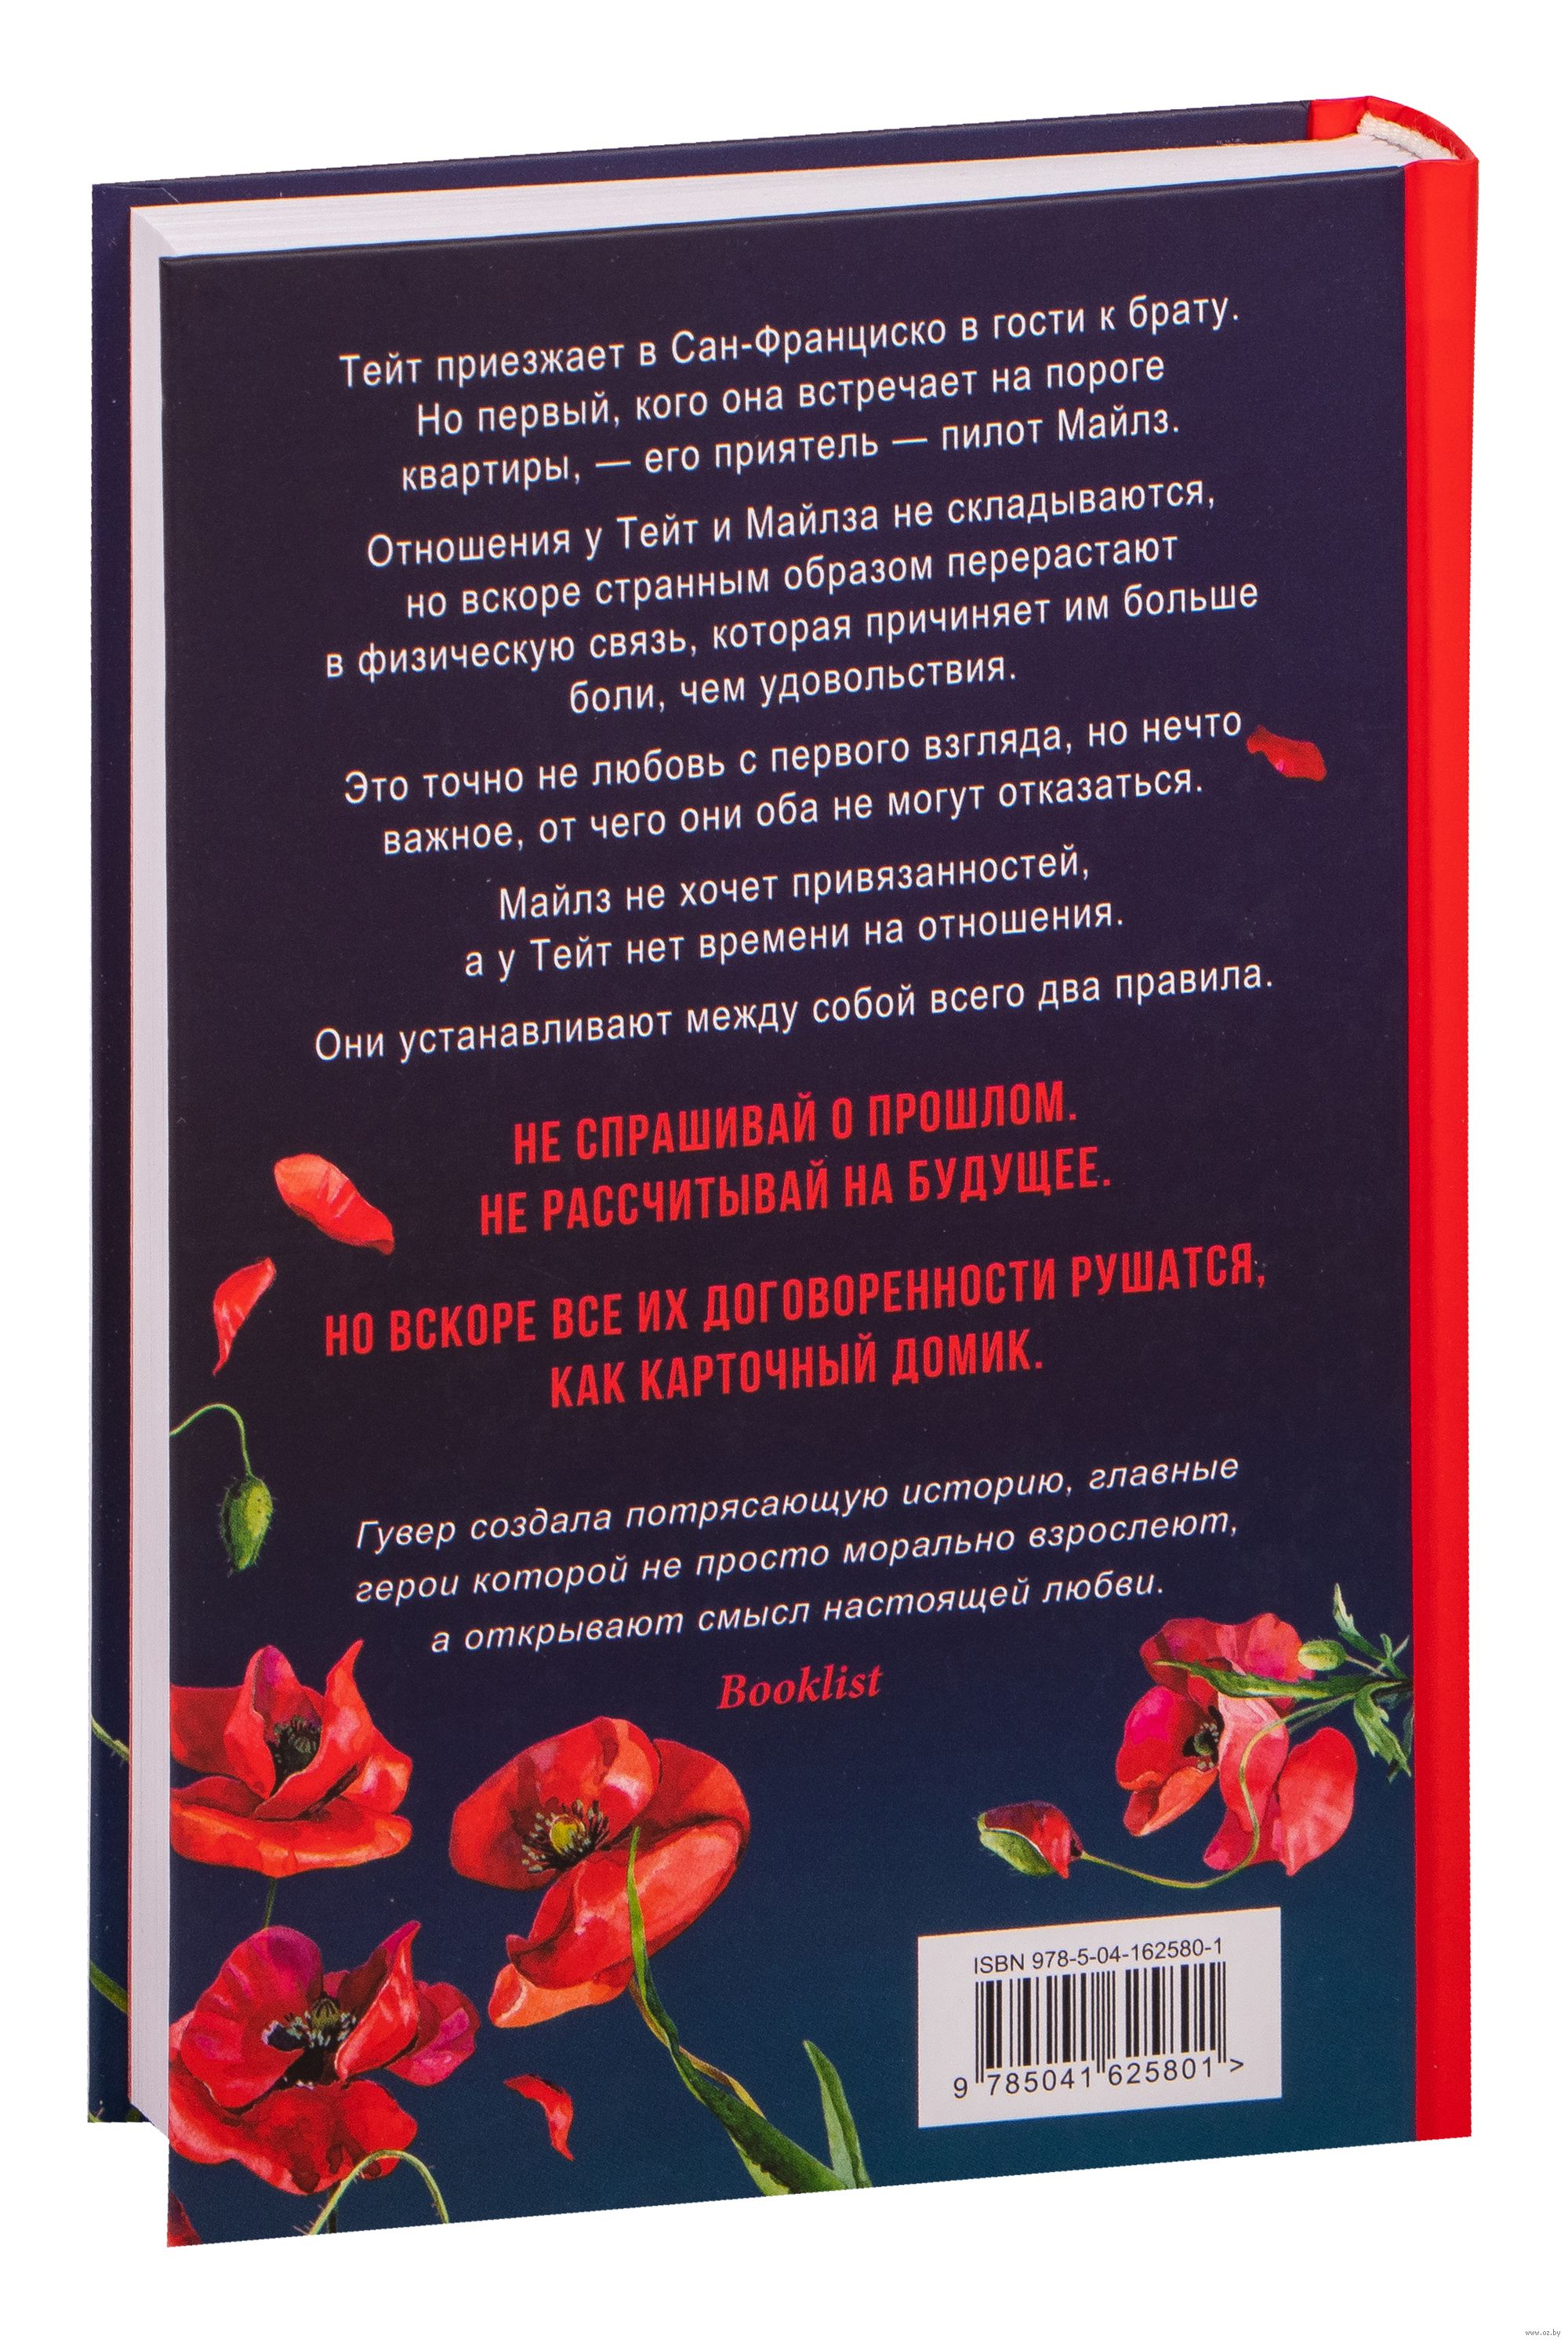 Тейт приезжает в Сан-Франциско в гости к брату.
Но первый, кого она встречает на пороге
квартиры, — его приятель — пилот Майлз.
Отношения у Тейт и Майлза не складываются,
но вскоре странным образом перерастают
в физическую связь, которая причиняет им больше
боли, чем удовольствия.
Это точно не любовь с первого взгляда, но нечто
важное, от чего они оба не могут отказаться.
Майлз не хочет привязанностей,
а у Тейт нет времени на отношения.
Они устанавливают между собой всего два правила.
НЕ СПРАШИВАЙ О ПРОШЛОМ.
НЕ РАССЧИТЫВАЙ НА БУДУЩЕЕ.
НО ВСКОРЕ ВСЕ ИХ ДОГОВОРЕННОСТИ РУШАТСЯ,
КАК КАРТОЧНЫЙ ДОМИК.
Гувер создала потрясающую историю, главные
герои которой не просто морально взрослеют,
а открывают смысл настоящей любви.
Booklist
ISBN 978-5-04-162580-1
9 785041 625801 >
www.oz.by